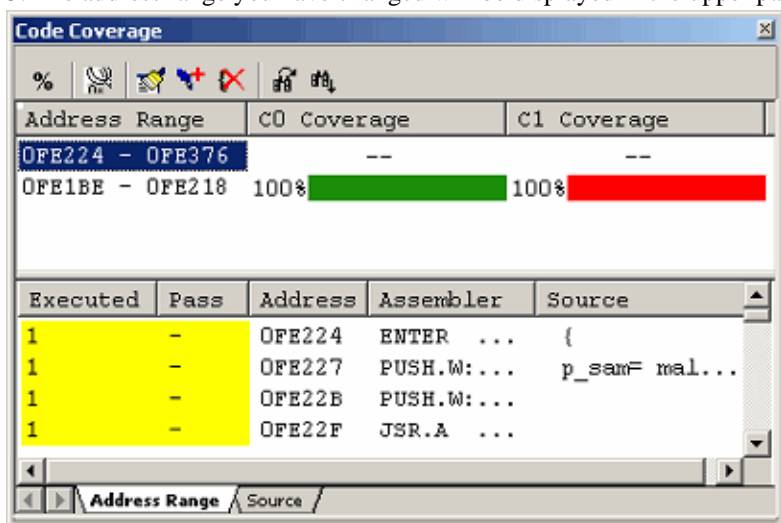 Code Coverage
%
Address Range C0 Coverage C1 Coverage
0FE224 - 0FE376 -- --
0FE1BE - 0FE218 100% 100%
Executed Pass Address Assembler Source
1 - 0FE224 ENTER ... {
1 - 0FE227 PUSH.W:... p_sam= mal...
1 - 0FE22B PUSH.W:...
1 - 0FE22F JSR.A ...
Address Range Source